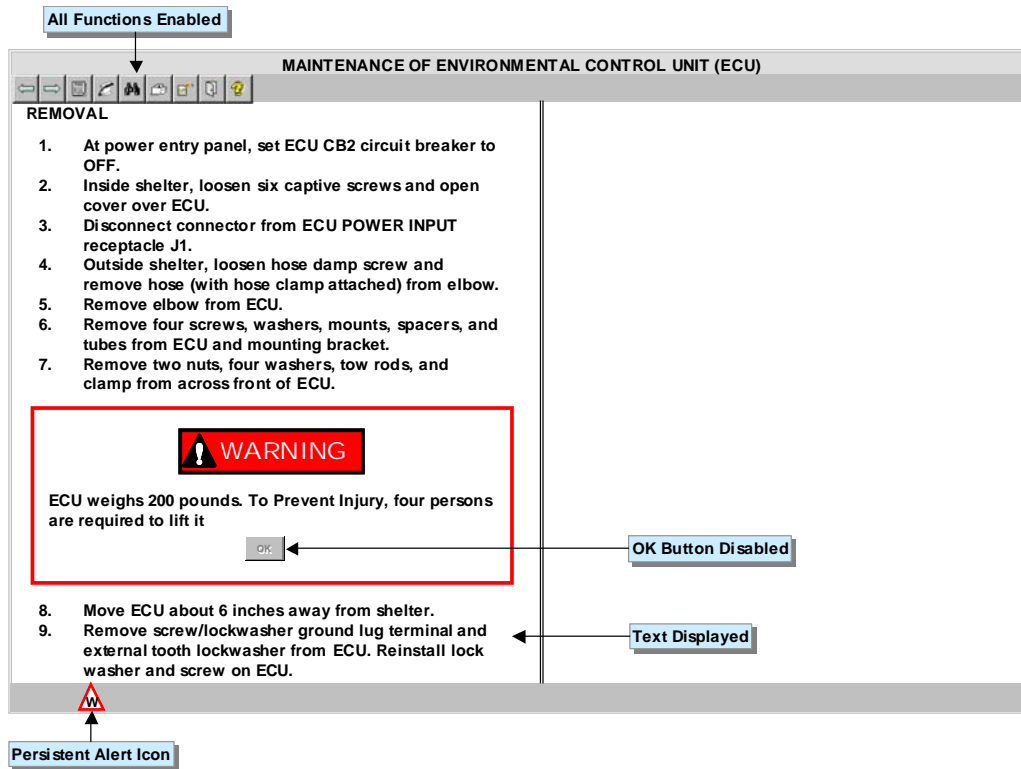 All Functions Enabled
MAINTENANCE OF ENVIRONMENTAL CONTROL UNIT (ECU)
REMOVAL
1. At power entry panel, set ECU CB2 circuit breaker to
OFF.
2. Inside shelter, loosen six captive screws and open
cover over ECU.
3. Disconnect connector from ECU POWER INPUT
receptacle J1.
4. Outside shelter, loosen hose damp screw and
remove hose (with hose clamp attached) from elbow.
5. Remove elbow from ECU.
6. Remove four screws, washers, mounts, spacers, and
tubes from ECU and mounting bracket.
7. Remove two nuts, four washers, tow rods, and
clamp from across front of ECU.
WARNING
ECU weighs 200 pounds. To Prevent Injury, four persons
are required to lift it
OK
OK Button Disabled
8. Move ECU about 6 inches away from shelter.
9. Remove screw/lockwasher ground lug terminal and
external tooth lockwasher from ECU. Reinstall lock
washer and screw on ECU.
Text Displayed
W
Persistent Alert Icon